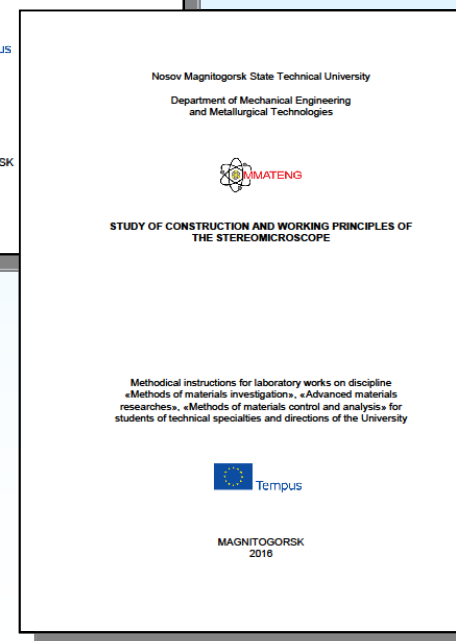 us
SK
Nosov Magnitogorsk State Technical University
Department of Mechanical Engineering
and Metallurgical Technologies
MMATENG
STUDY OF CONSTRUCTION AND WORKING PRINCIPLES OF
THE STEREOMICROSCOPE
Methodical instructions for laboratory works on discipline
«Methods of materials investigation», «Advanced materials
researches», «Methods of materials control and analysis» for
students of technical specialties and directions of the University
Tempus
MAGNITOGORSK
2016